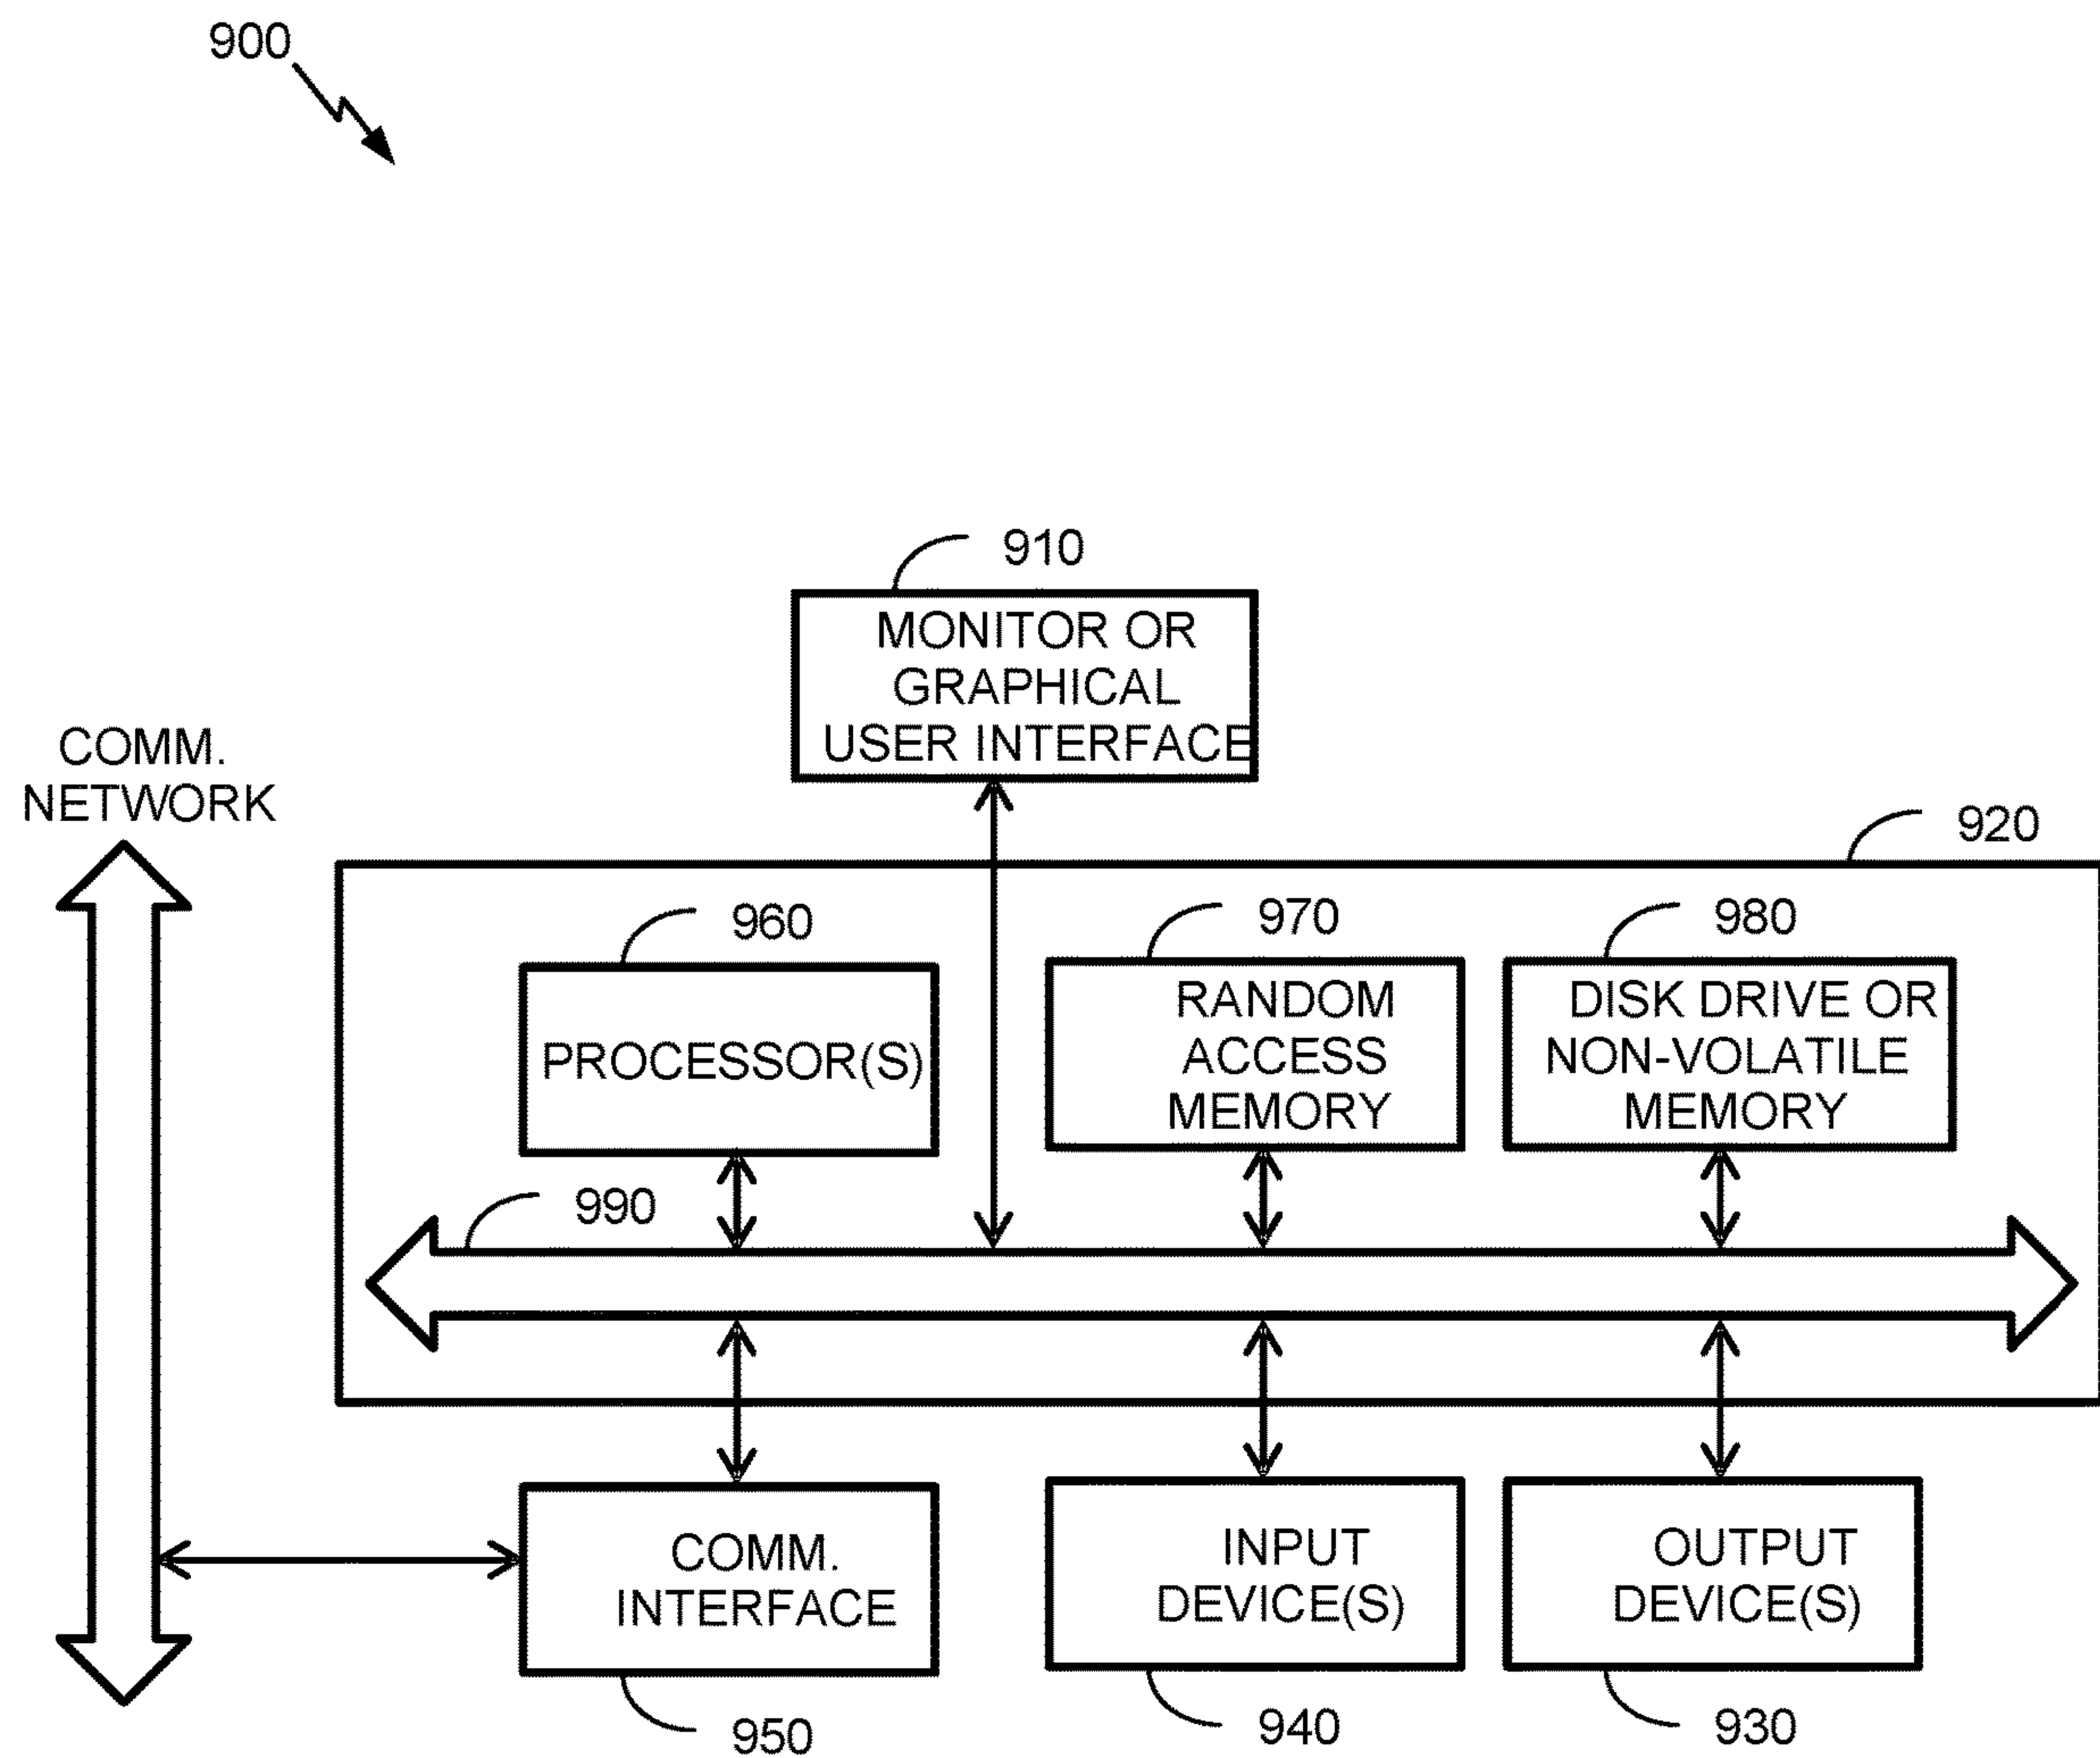 900
910
MONITOR OR
GRAPHICAL
USER INTERFACE
COMM.
NETWORK
920
960
PROCESSOR(S)
970
RANDOM
ACCESS
MEMORY
980
DISK DRIVE OR
NON-VOLATILE
MEMORY
990
COMM.
INTERFACE
950
INPUT
DEVICE(S)
940
OUTPUT
DEVICE(S)
930